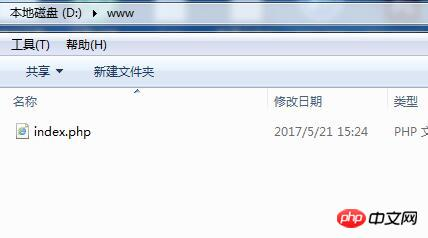 本地磁盘 (D:) ▸ www
工具(T) 帮助(H)
共享 新建文件夹
名称 修改日期 类型
index.php 2017/5/21 15:24 PHP 文
php 中文网